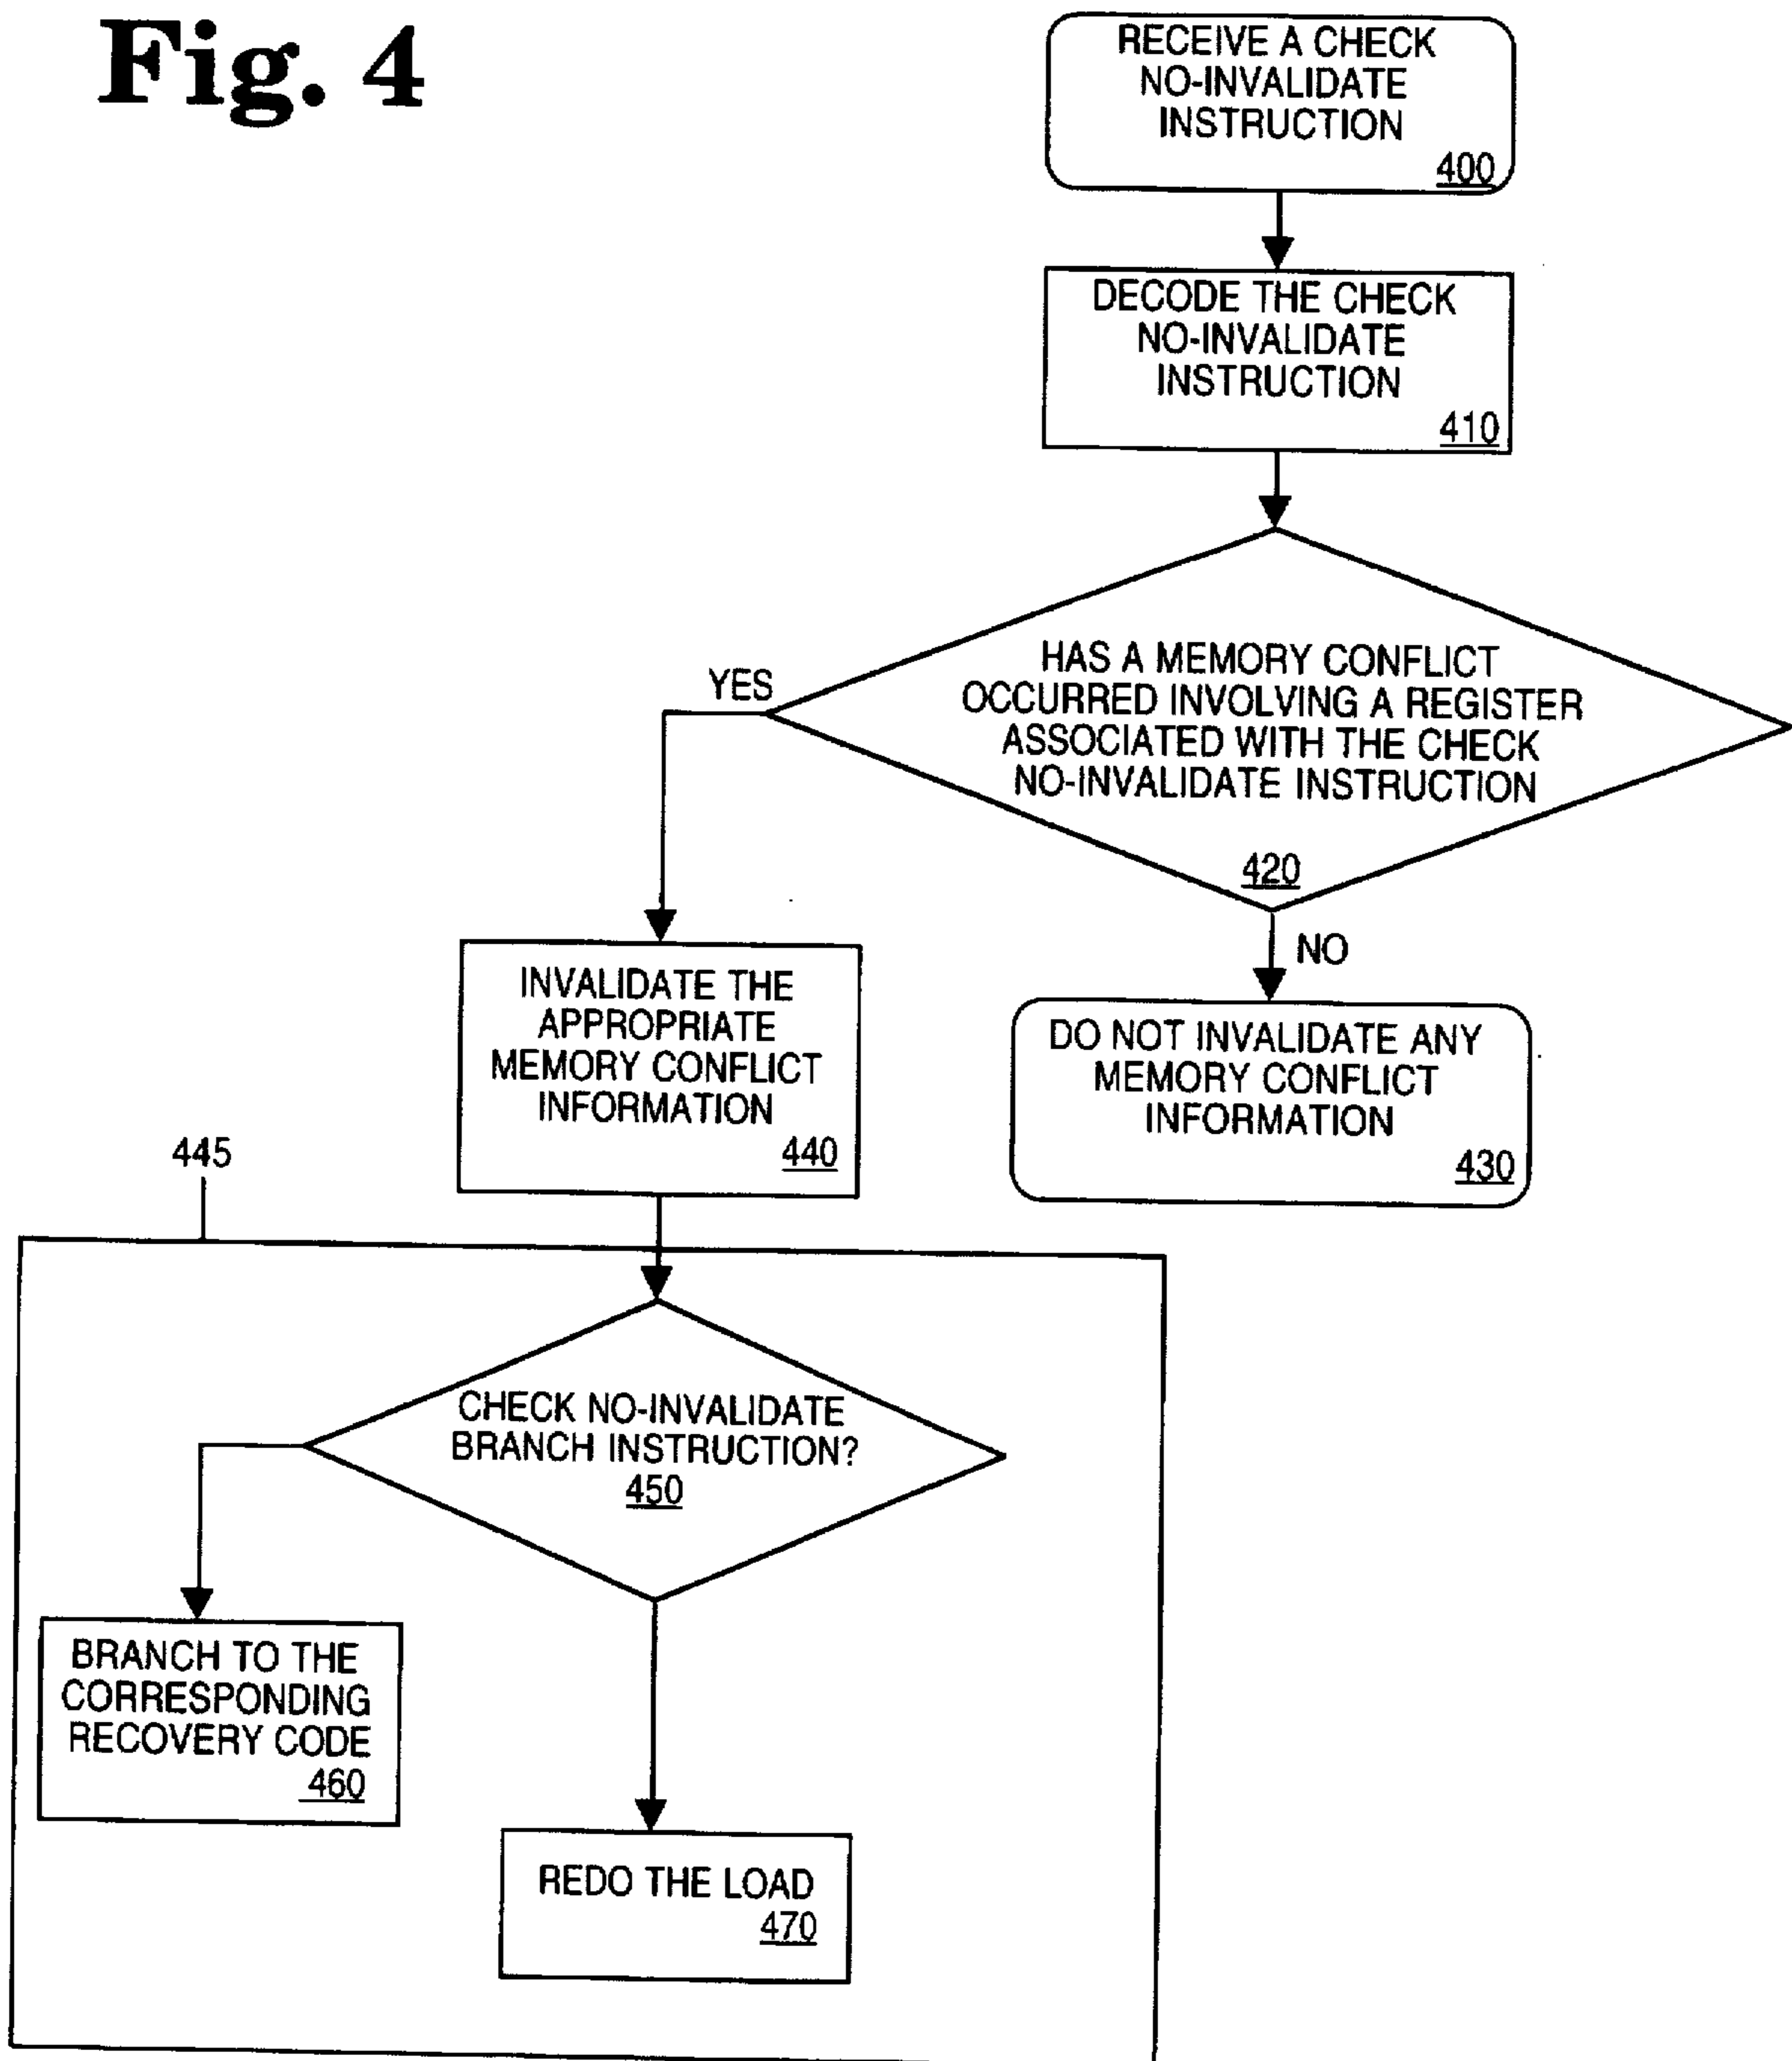 Fig. 4
RECEIVE A CHECK
NO-INVALIDATE
INSTRUCTION
400
DECODE THE CHECK
NO-INVALIDATE
INSTRUCTION
410
HAS A MEMORY CONFLICT
OCCURRED INVOLVING A REGISTER
ASSOCIATED WITH THE CHECK
NO-INVALIDATE INSTRUCTION
420
YES
NO
INVALIDATE THE
APPROPRIATE
MEMORY CONFLICT
INFORMATION
440
DO NOT INVALIDATE ANY
MEMORY CONFLICT
INFORMATION
430
445
CHECK NO-INVALIDATE
BRANCH INSTRUCTION?
450
BRANCH TO THE
CORRESPONDING
RECOVERY CODE
460
REDO THE LOAD
470